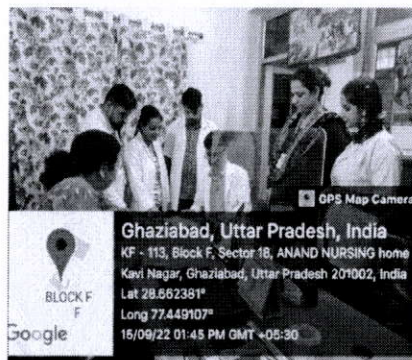 GPS Map Camera
Ghaziabad, Uttar Pradesh, India
KF - 113, Block F, Sector 18, ANAND NURSING home
Kavi Nagar, Ghaziabad, Uttar Pradesh 201002, India
Lat 28.662381°
Long 77.449107°
15/09/22 01:45 PM GMT +05:30
BLOCK F
F
Google